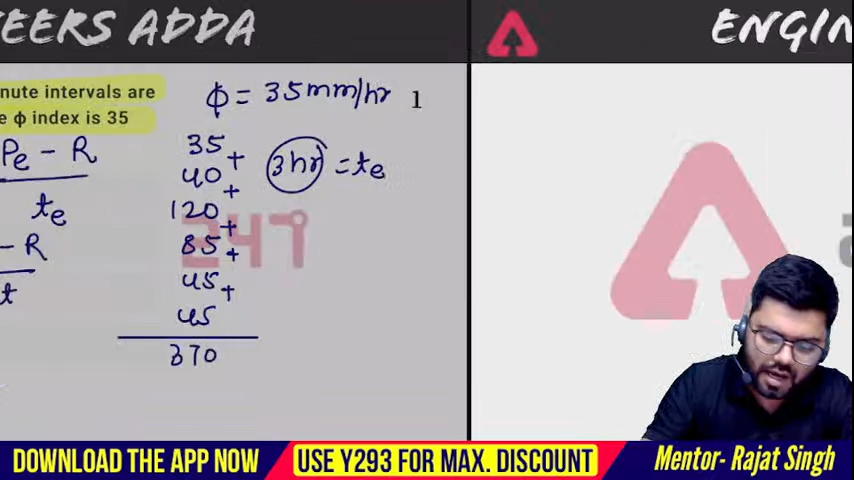 EERS ADDA
ENGIN
nute intervals are
e ϕ index is 35
ϕ = 35mm/hr 1
Pe - R
te
- R
t
35 +
40 +
120 +
85 +
45 +
45
370
3hr = te
247
DOWNLOAD THE APP NOW
USE Y293 FOR MAX. DISCOUNT
Mentor- Rajat Singh